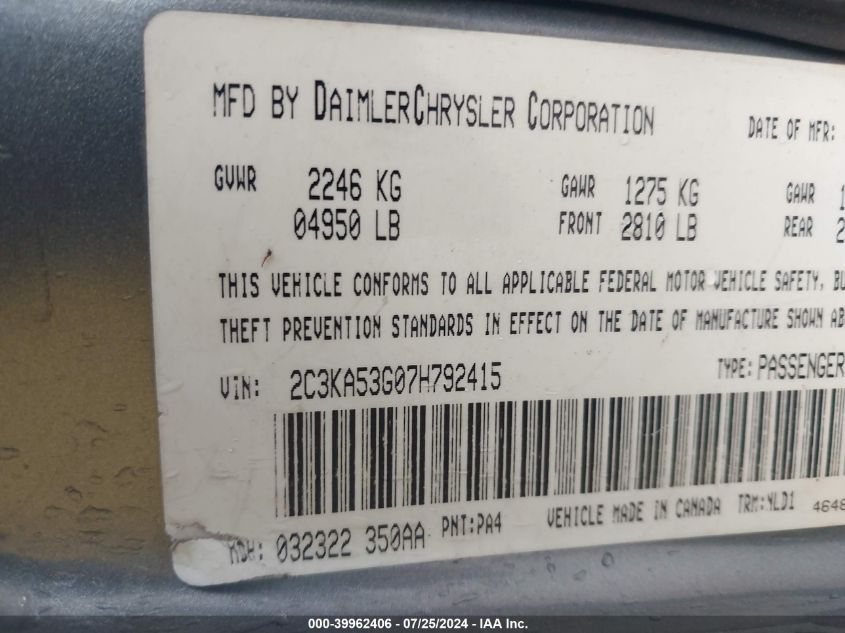 MFD BY DAIMLERCHRYSLER CORPORATION DATE OF MFR:
GVWR 2246 KG GAWR 1275 KG GAWR
04950 LB FRONT 2810 LB REAR
THIS VEHICLE CONFORMS TO ALL APPLICABLE FEDERAL MOTOR VEHICLE SAFETY,
THEFT PREVENTION STANDARDS IN EFFECT ON THE DATE OF MANUFACTURE SHOWN
VIN: 2C3KA53G07H792415 TYPE: PASSENGER
MDH: 032322 350AA PNT:PA4 VEHICLE MADE IN CANADA TRM:YLD1 4648
000-39962406 - 07/25/2024 - IAA Inc.